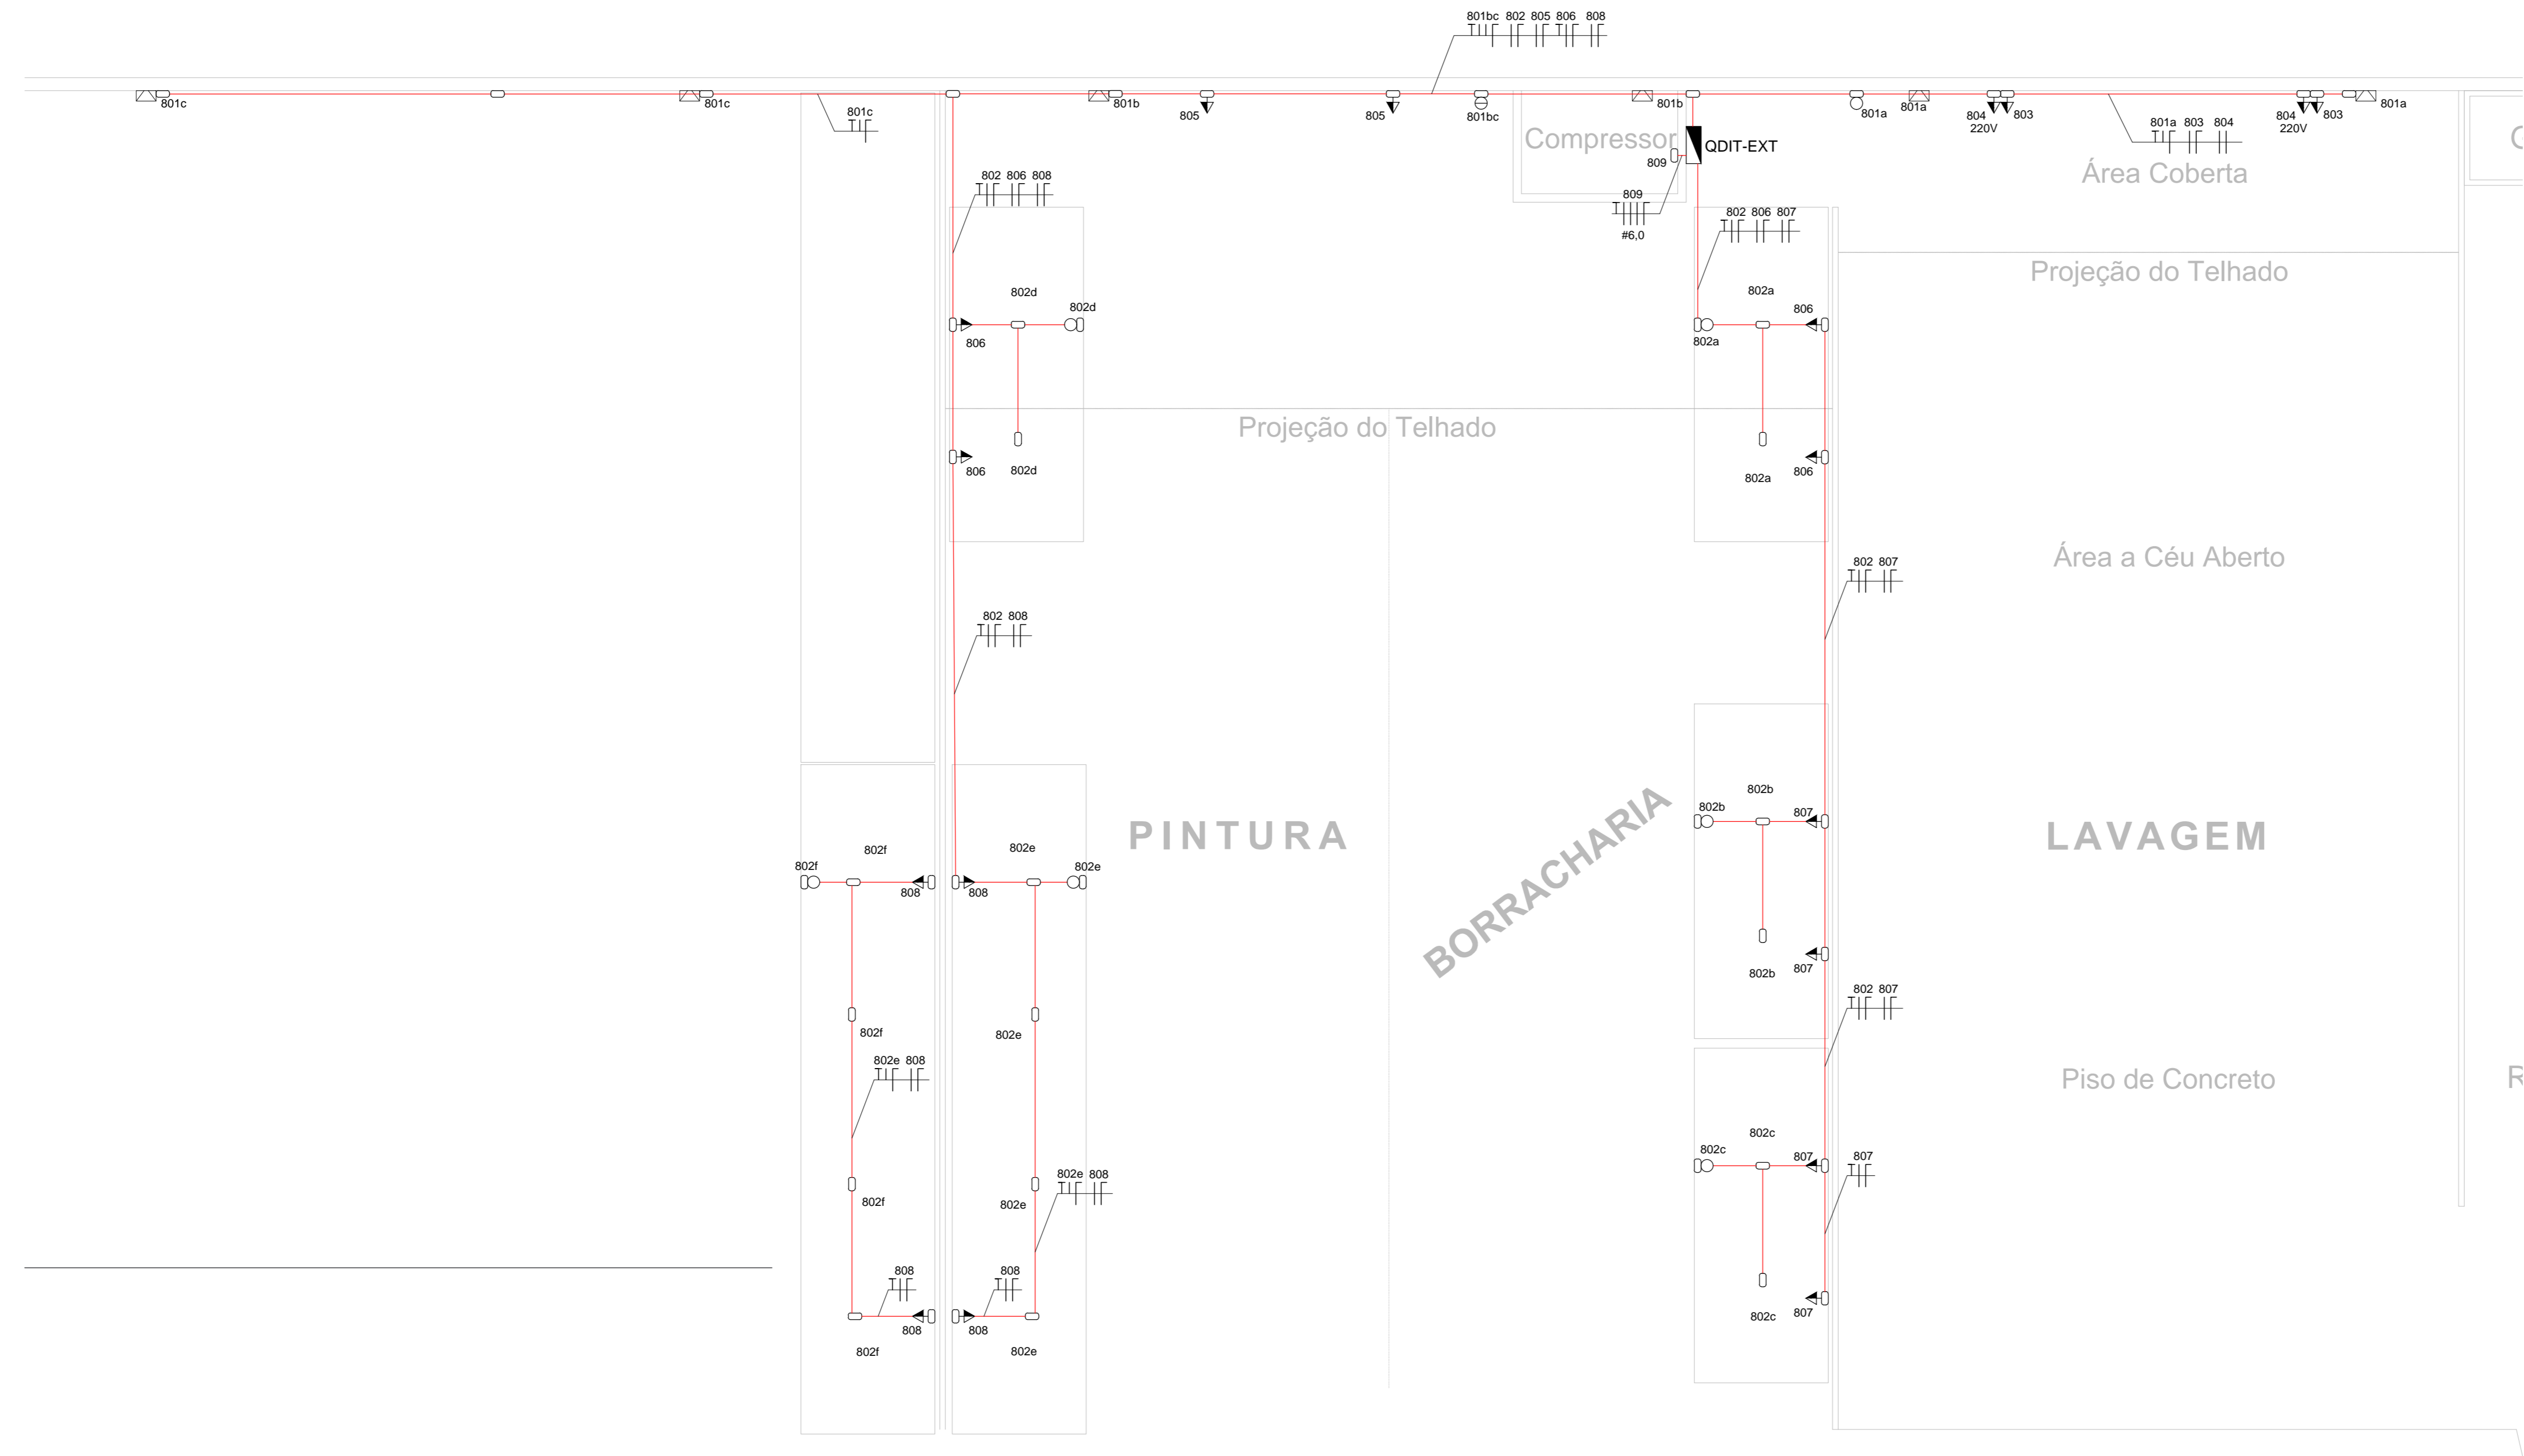 801bc 802 805 806 808
801c
801c
801b
805
805
801bc
801b
801a
801a
804
220V
803
804
220V
803
801a
801c
801a 803 804
Compressor
QDIT-EXT
809
Área Coberta
802 806 808
809
#6,0
802 806 807
Projeção do Telhado
802d
802d
802a
806
806
802a
Projeção do Telhado
806
802d
806
802a
Área a Céu Aberto
802 807
802 808
802b
802b
807
PINTURA
BORRACHARIA
LAVAGEM
802f
802e
802f
802e
808
808
807
802b
802 807
802f
802e
802e 808
Piso de Concreto
802c
802c
807
807
802e 808
802f
802e
808
808
807
802c
808
808
802f
802e